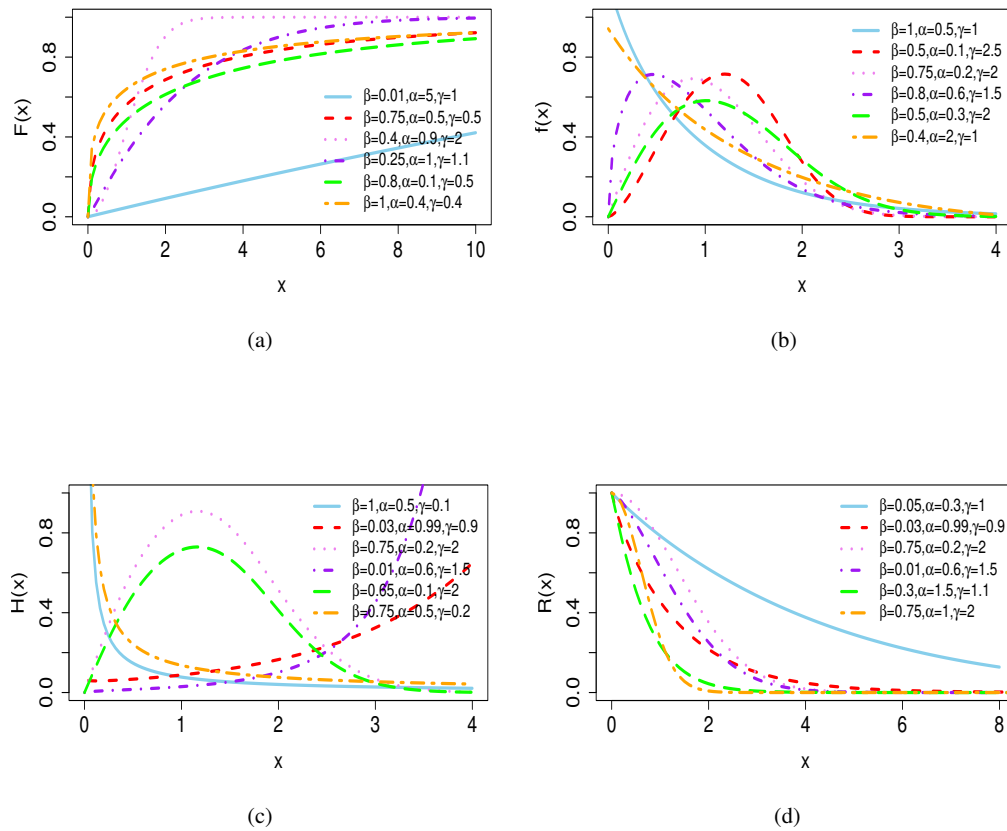 F(x)
0.0 0.4 0.8
β=0.01,α=5,γ=1
β=0.75,α=0.5,γ=0.5
β=0.4,α=0.9,γ=2
β=0.25,α=1,γ=1.1
β=0.8,α=0.1,γ=0.5
β=1,α=0.4,γ=0.4
0 2 4 6 8 10
x
(a)
f(x)
0.0 0.4 0.8
β=1,α=0.5,γ=1
β=0.5,α=0.1,γ=2.5
β=0.75,α=0.2,γ=2
β=0.8,α=0.6,γ=1.5
β=0.5,α=0.3,γ=2
β=0.4,α=2,γ=1
0 1 2 3 4
x
(b)
H(x)
0.0 0.4 0.8
β=1,α=0.5,γ=0.1
β=0.03,α=0.99,γ=0.9
β=0.75,α=0.2,γ=2
β=0.01,α=0.6,γ=1.5
β=0.65,α=0.1,γ=2
β=0.75,α=0.5,γ=0.2
0 1 2 3 4
x
(c)
R(x)
0.0 0.4 0.8
β=0.05,α=0.3,γ=1
β=0.03,α=0.99,γ=0.9
β=0.75,α=0.2,γ=2
β=0.01,α=0.6,γ=1.5
β=0.3,α=1.5,γ=1.1
β=0.75,α=1,γ=2
0 2 4 6 8
x
(d)